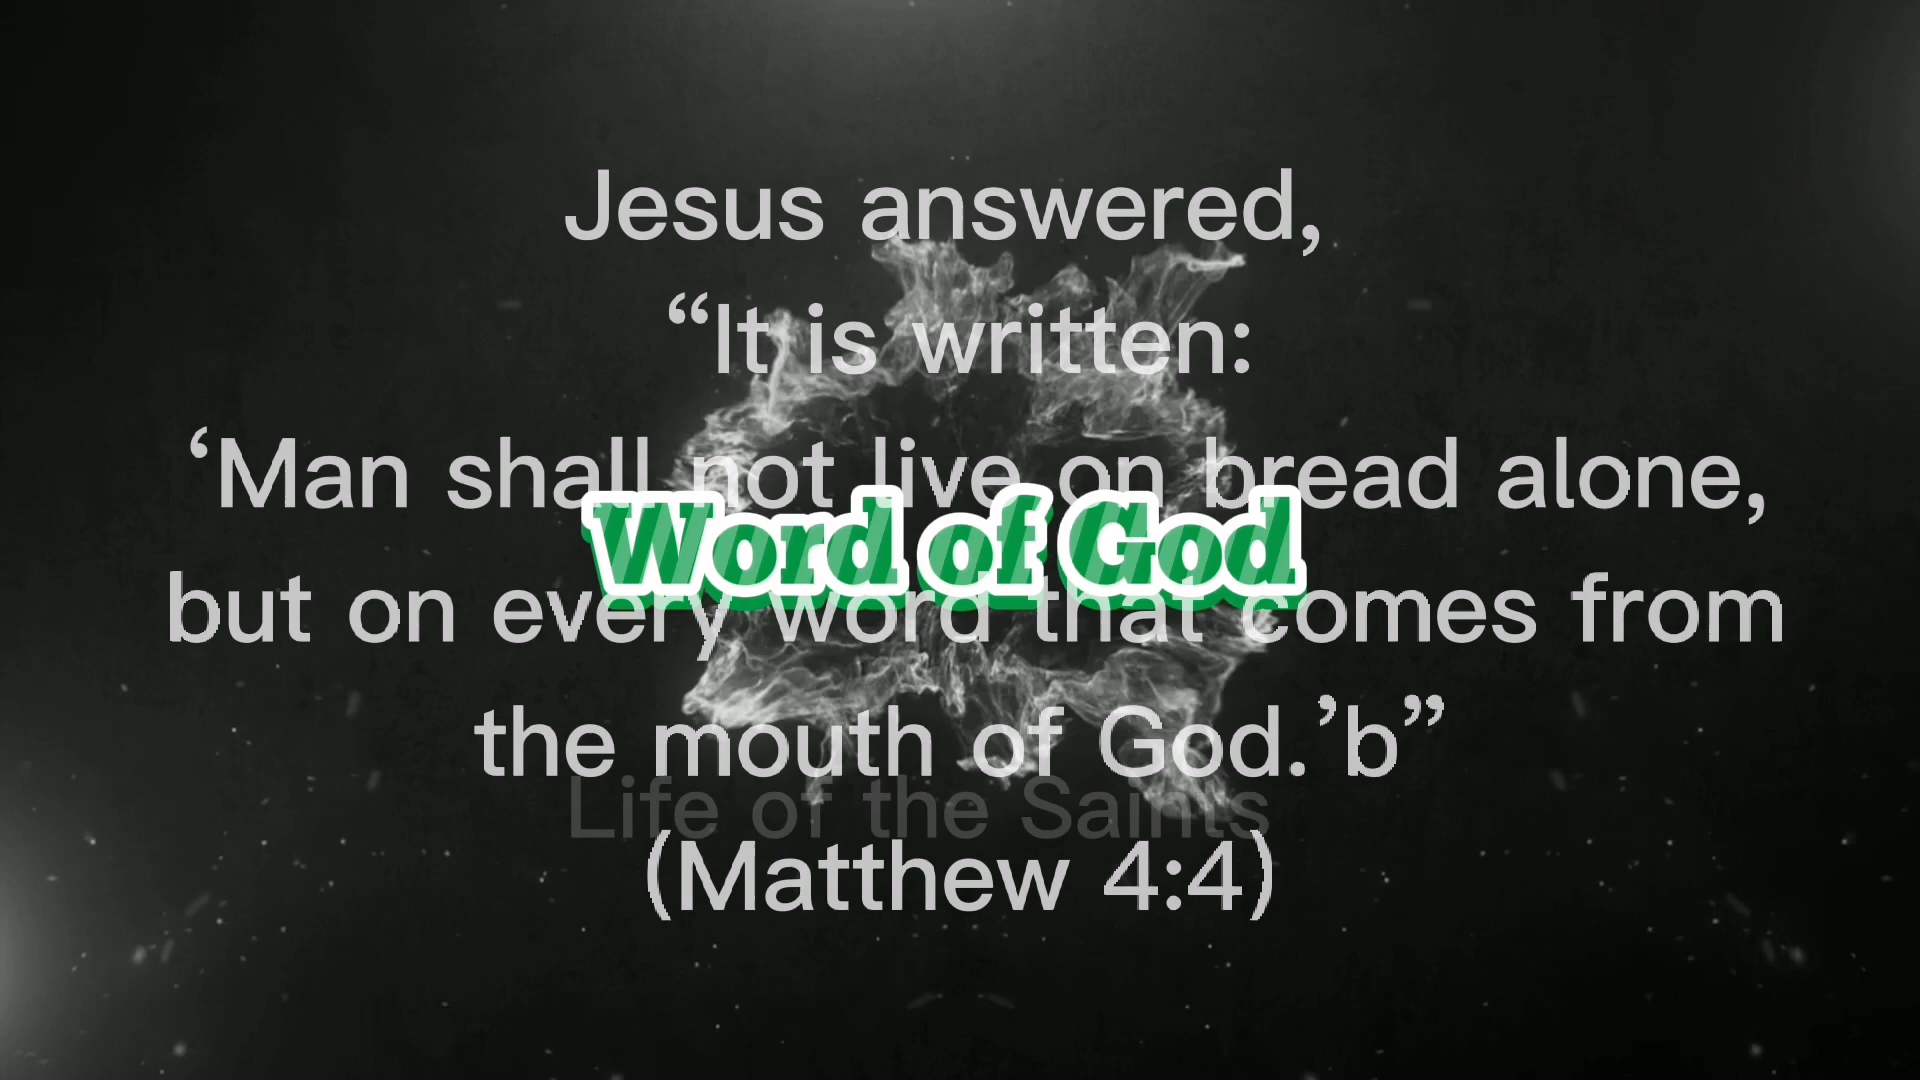 Jesus answered,
“It is written:
‘Man shall not live on bread alone,
Word of God
but on every word that comes from
the mouth of God.’b”
Life of the Saints
(Matthew 4:4)